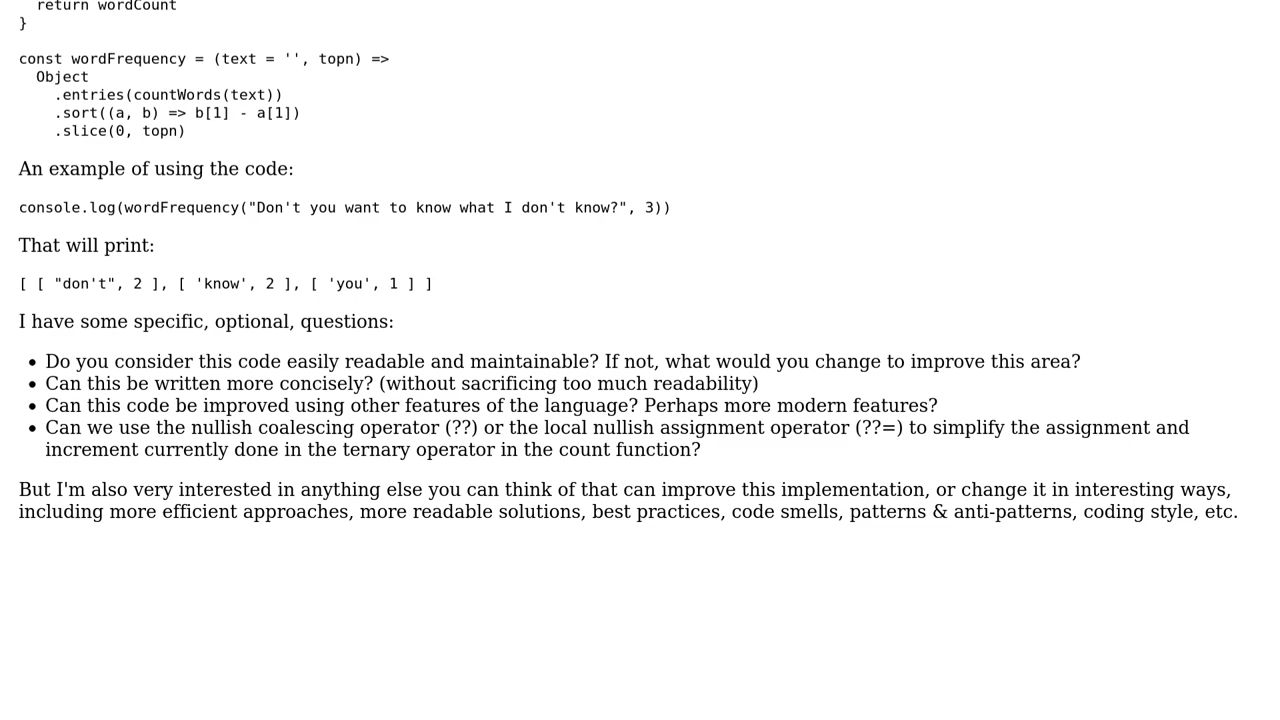 return wordCount
}
const wordFrequency = (text = '', topn) =>
Object
.entries(countWords(text))
.sort((a, b) => b[1] - a[1])
.slice(0, topn)
An example of using the code:
console.log(wordFrequency("Don't you want to know what I don't know?", 3))
That will print:
[ [ "don't", 2 ], [ 'know', 2 ], [ 'you', 1 ] ]
I have some specific, optional, questions:
• Do you consider this code easily readable and maintainable? If not, what would you change to improve this area?
• Can this be written more concisely? (without sacrificing too much readability)
• Can this code be improved using other features of the language? Perhaps more modern features?
• Can we use the nullish coalescing operator (??) or the local nullish assignment operator (??=) to simplify the assignment and
increment currently done in the ternary operator in the count function?
But I'm also very interested in anything else you can think of that can improve this implementation, or change it in interesting ways,
including more efficient approaches, more readable solutions, best practices, code smells, patterns & anti-patterns, coding style, etc.